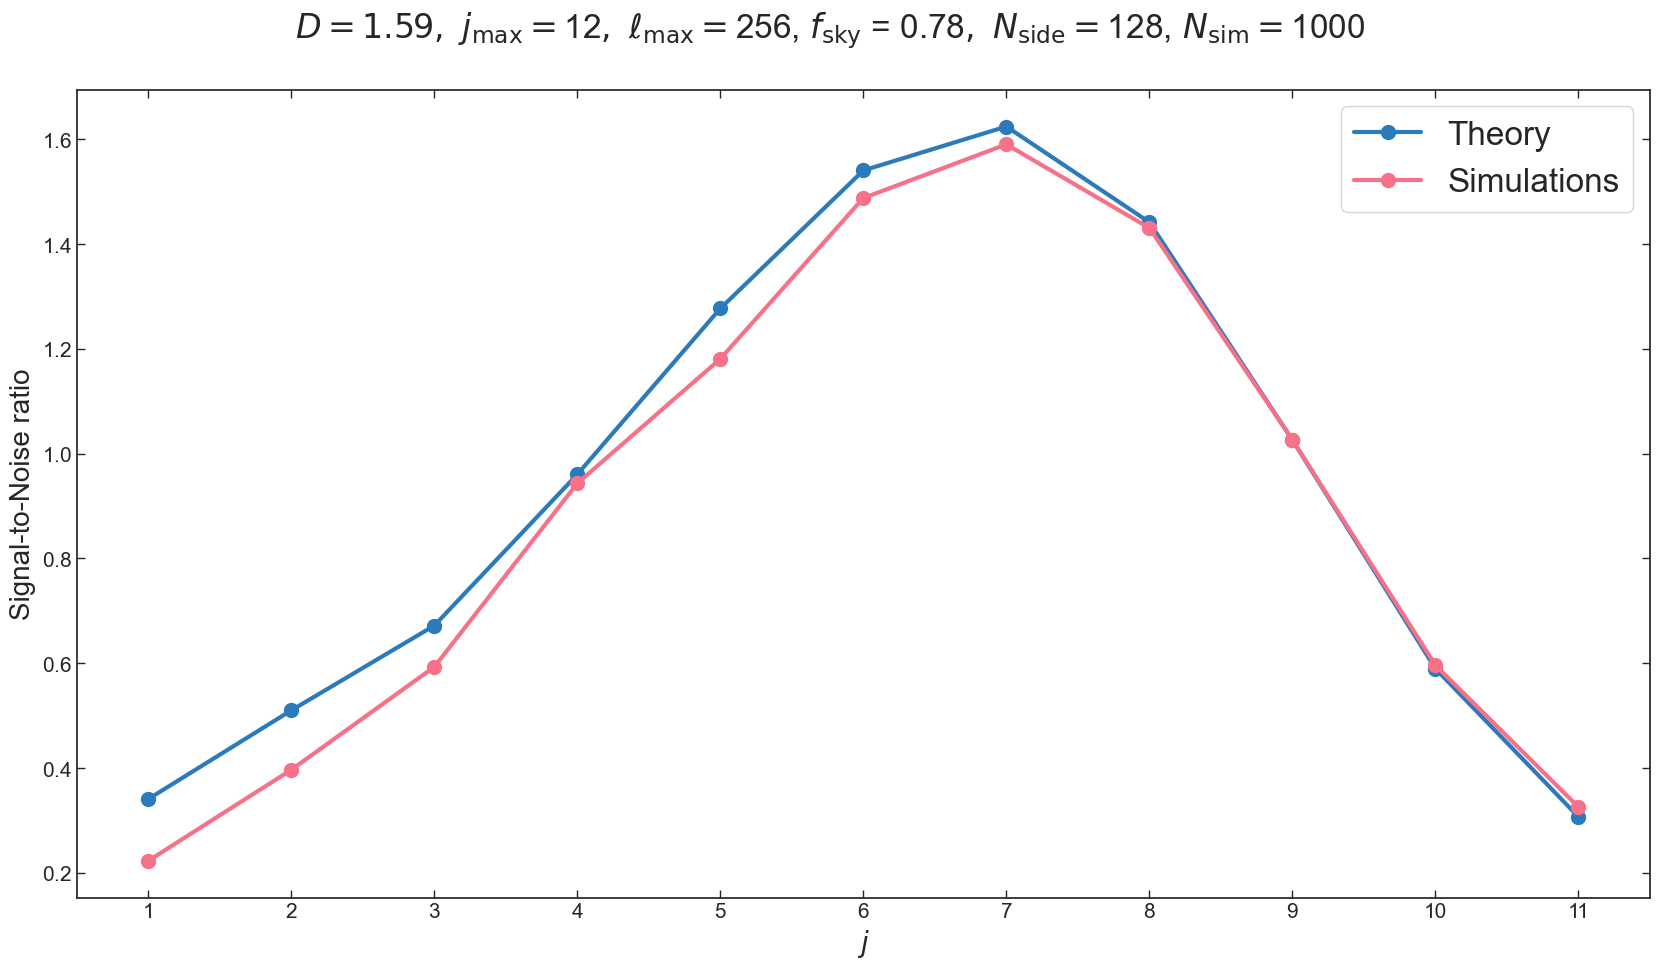 D = 1.59, j_max = 12, ℓ_max = 256, f_sky = 0.78, N_side = 128, N_sim = 1000
Theory
Simulations
Signal-to-Noise ratio
1.6
1.4
1.2
1.0
0.8
0.6
0.4
0.2
1 2 3 4 5 6 7 8 9 10 11
j